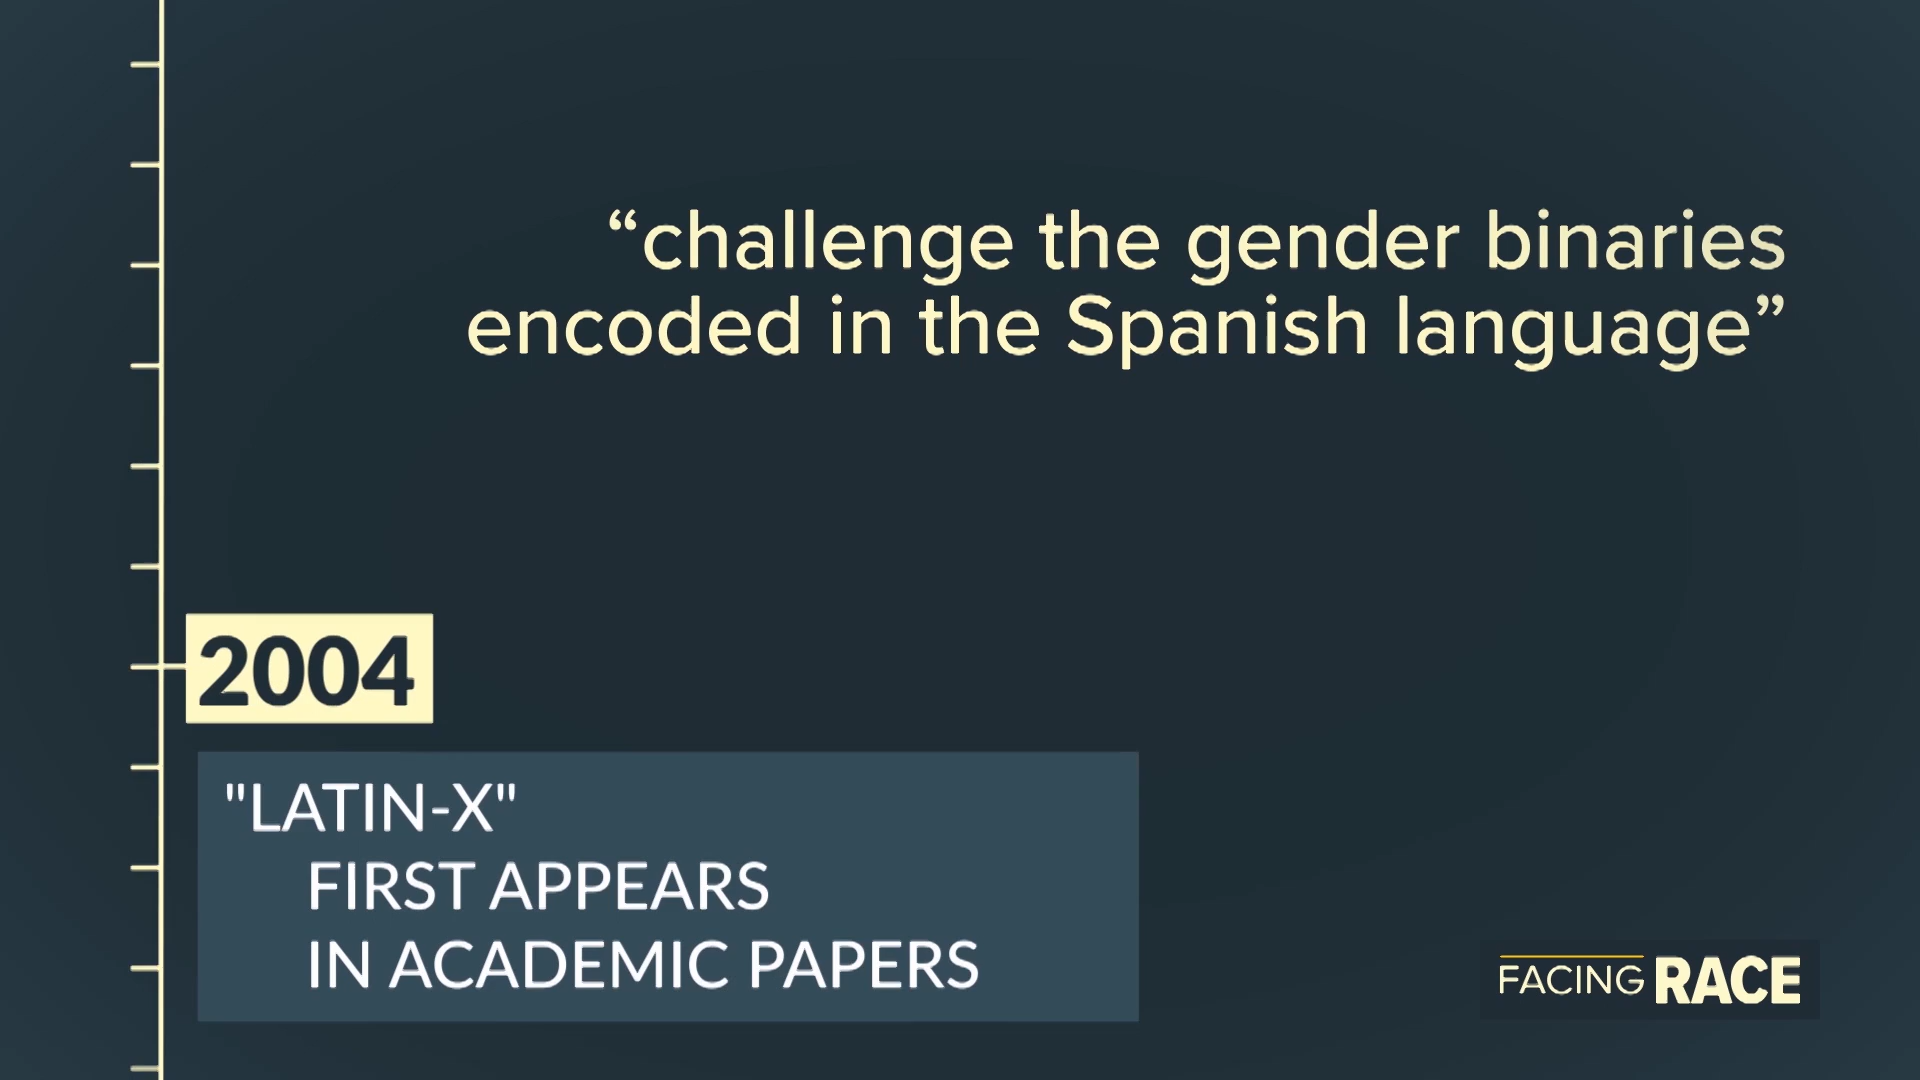 “challenge the gender binaries
encoded in the Spanish language”
2004
"LATIN-X"
FIRST APPEARS
IN ACADEMIC PAPERS
FACING RACE